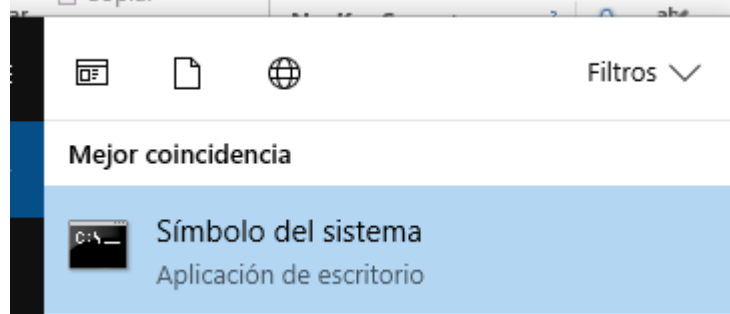 Filtros
Mejor coincidencia
C:\
Símbolo del sistema
Aplicación de escritorio